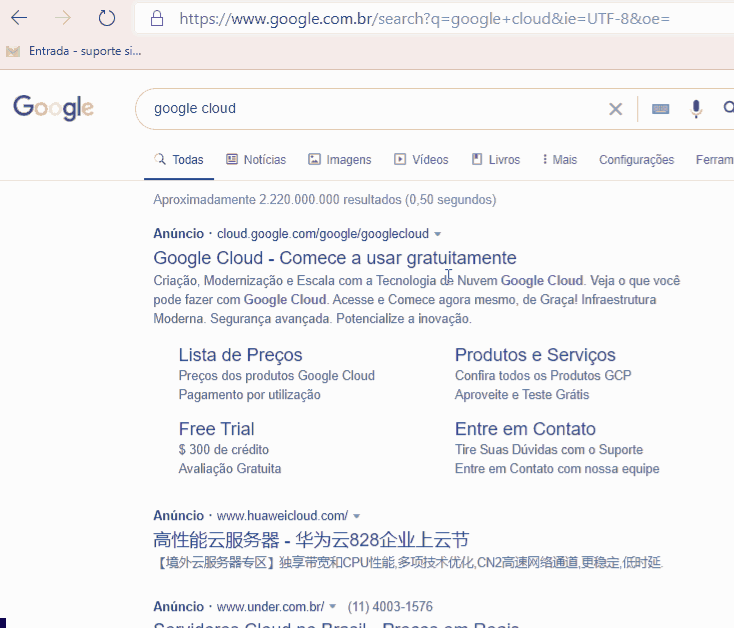 https://www.google.com.br/search?q=google+cloud&ie=UTF-8&oe=
Entrada - suporte si...
Google
google cloud
Todas Notícias Imagens Vídeos Livros Mais Configurações Ferram
Aproximadamente 2.220.000.000 resultados (0,50 segundos)
Anúncio · cloud.google.com/google/googlecloud
Google Cloud - Comece a usar gratuitamente
Criação, Modernização e Escala com a Tecnologia de Nuvem Google Cloud. Veja o que você
pode fazer com Google Cloud. Acesse e Comece agora mesmo, de Graça! Infraestrutura
Moderna. Segurança avançada. Potencialize a inovação.
Lista de Preços
Preços dos produtos Google Cloud
Pagamento por utilização
Produtos e Serviços
Confira todos os Produtos GCP
Aproveite e Teste Grátis
Free Trial
$ 300 de crédito
Avaliação Gratuita
Entre em Contato
Tire Suas Dúvidas com o Suporte
Entre em Contato com nossa equipe
Anúncio · www.huaweicloud.com/
高性能云服务器 - 华为云828企业上云节
【境外云服务器专区】独享带宽和CPU性能,多项技术优化,CN2高速网络通道,更稳定,低时延.
Anúncio · www.under.com.br/ (11) 4003-1576
Servidores Cloud no Brasil - Preços em Reais